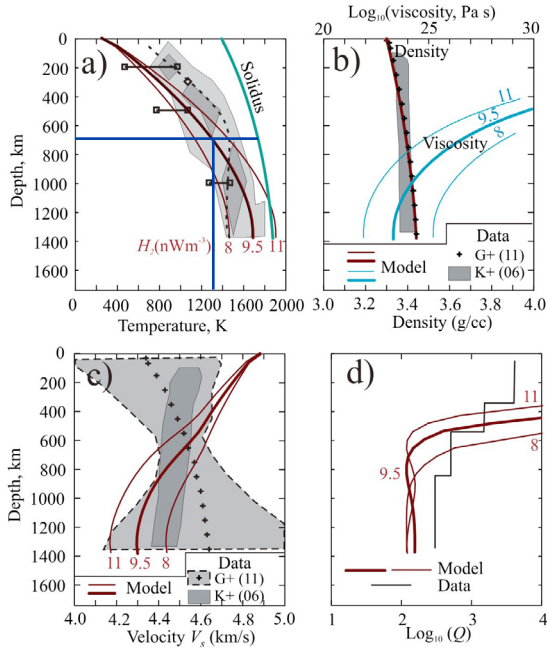 Log10(viscosity, Pa s)
20 25 30
a)
Solidus
Depth, km
0
200
400
600
800
1000
1200
1400
1600
H2(nWm-3) 8 9.5 11
0 400 800 1200 1600 2000
Temperature, K
b)
Density
11
9.5
8
Viscosity
Data
G+ (11)
K+ (06)
Model
3.0 3.2 3.4 3.6 3.8 4.0
Density (g/cc)
c)
Depth, km
0
200
400
600
800
1000
1200
1400
1600
11 9.5 8
Data
G+ (11)
K+ (06)
Model
4.0 4.2 4.4 4.6 4.8 5.0
Velocity Vs (km/s)
d)
11
8
9.5
Model
Data
1 2 3 4
Log10 (Q)